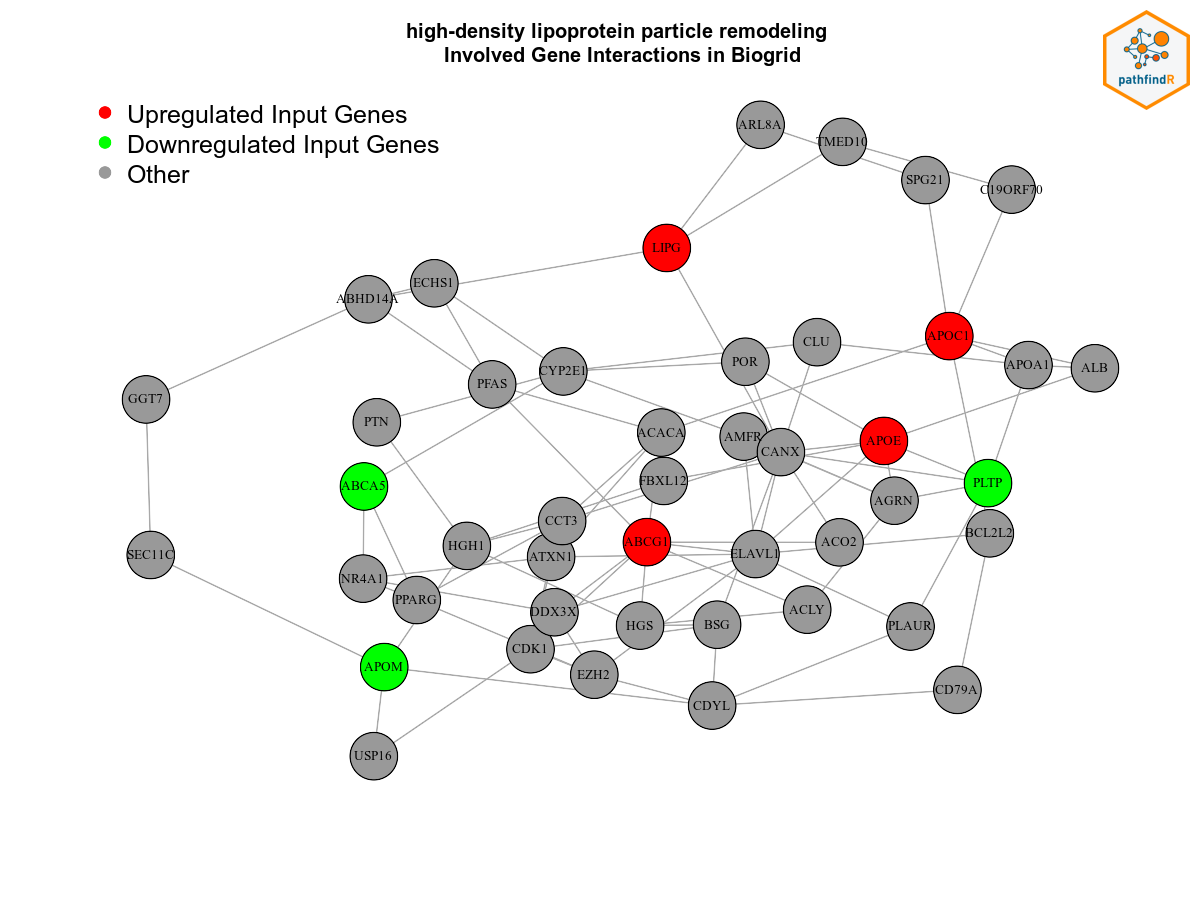 high-density lipoprotein particle remodeling
Involved Gene Interactions in Biogrid
pathfindR
Upregulated Input Genes
Downregulated Input Genes
Other
ARL8A
TMED10
SPG21
C19ORF70
LIPG
ECHS1
ABHD14A
APOC1
CLU
POR
APOA1
ALB
CYP2E1
PFAS
GGT7
PTN
ACACA
AMFR
APOE
CANX
FBXL12
ABCA5
PLTP
AGRN
CCT3
BCL2L2
HGH1
ABCG1
ACO2
ELAVL1
SEC11C
ATXN1
NR4A1
PPARG
DDX3X
ACLY
HGS
BSG
PLAUR
CDK1
APOM
EZH2
CD79A
CDYL
USP16